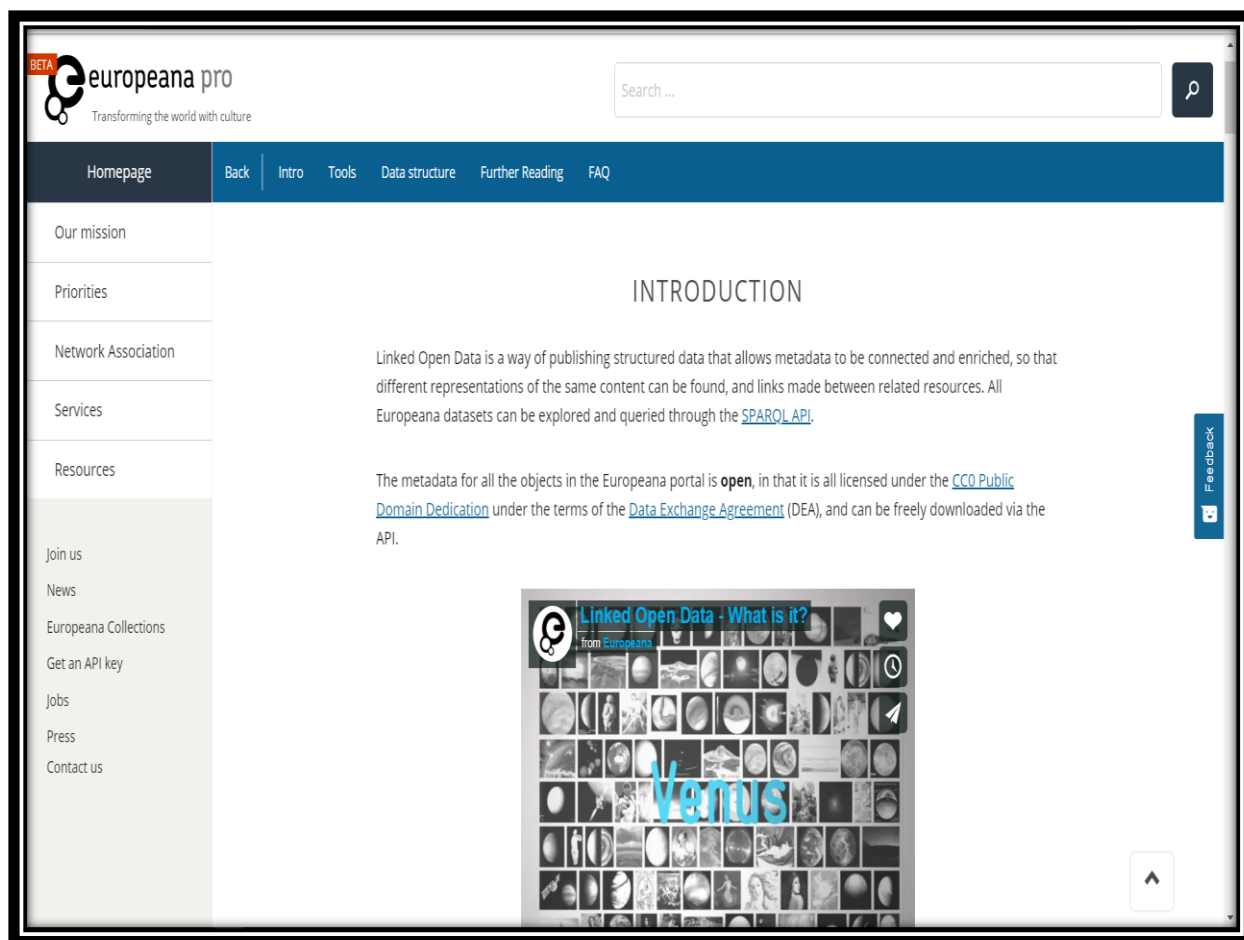 BETA
europeana pro
Transforming the world with culture
Search ...
Homepage
Back
Intro
Tools
Data structure
Further Reading
FAQ
Our mission
Priorities
Network Association
Services
Resources
Join us
News
Europeana Collections
Get an API key
Jobs
Press
Contact us
INTRODUCTION
Linked Open Data is a way of publishing structured data that allows metadata to be connected and enriched, so that
different representations of the same content can be found, and links made between related resources. All
Europeana datasets can be explored and queried through the SPARQL API.
The metadata for all the objects in the Europeana portal is open, in that it is all licensed under the CC0 Public
Domain Dedication under the terms of the Data Exchange Agreement (DEA), and can be freely downloaded via the
API.
Linked Open Data - What is it?
from Europeana
Venus
Feedback